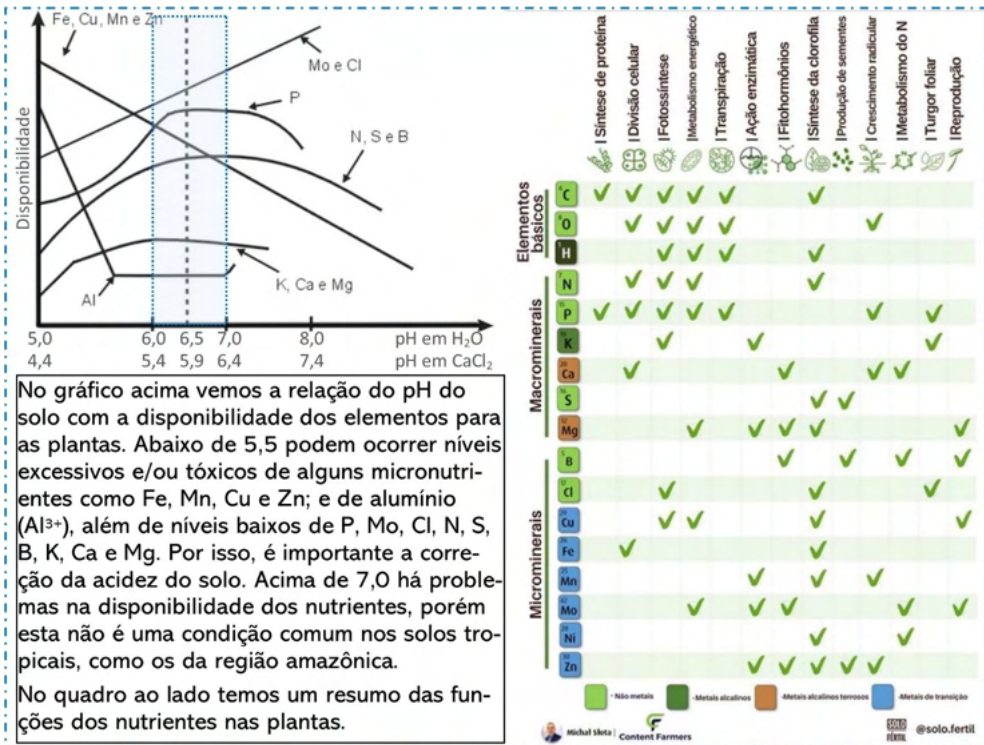 Fe, Cu, Mn e Zn
Mo e Cl
P
N, S e B
K, Ca e Mg
Al
Disponibilidade
5,0 6,0 6,5 7,0 8,0 pH em H₂O
4,4 5,4 5,9 6,4 7,4 pH em CaCl₂
No gráfico acima vemos a relação do pH do
solo com a disponibilidade dos elementos para
as plantas. Abaixo de 5,5 podem ocorrer níveis
excessivos e/ou tóxicos de alguns micronutri-
entes como Fe, Mn, Cu e Zn; e de alumínio
(Al³⁺), além de níveis baixos de P, Mo, Cl, N, S,
B, K, Ca e Mg. Por isso, é importante a corre-
ção da acidez do solo. Acima de 7,0 há proble-
mas na disponibilidade dos nutrientes, porém
esta não é uma condição comum nos solos tro-
picais, como os da região amazônica.
No quadro ao lado temos um resumo das fun-
ções dos nutrientes nas plantas.
Síntese de proteína
Divisão celular
Fotossíntese
Metabolismo energético
Transpiração
Ação enzimática
Fitohormônios
Síntese da clorofila
Produção de sementes
Crescimento radicular
Metabolismo do N
Turgor foliar
Reprodução
Elementos
básicos
C
O
H
Macrominerais
N
P
K
Ca
S
Mg
Microminerais
B
Cl
Cu
Fe
Mn
Mo
Ni
Zn
- Não metais
-Metais alcalinos
-Metais alcalinos terrosos
-Metais de transição
Michal Slota |
Content Farmers
SOLO
FÉRTIL
@solo.fertil